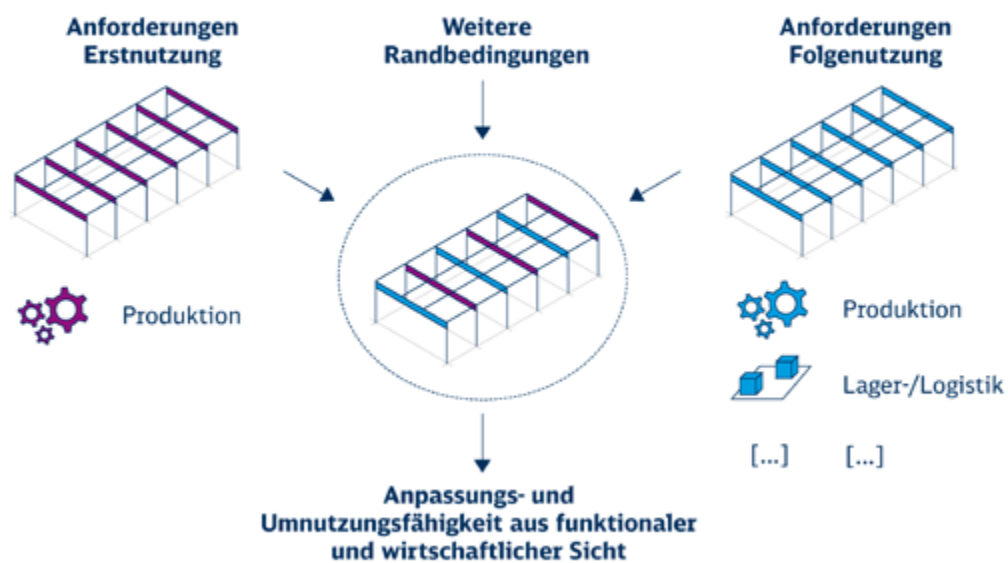 Anforderungen
Erstnutzung
Weitere
Randbedingungen
Anforderungen
Folgenutzung
Produktion
Produktion
Lager-/Logistik
[...] [...]
Anpassungs- und
Umnutzungsfähigkeit aus funktionaler
und wirtschaftlicher Sicht